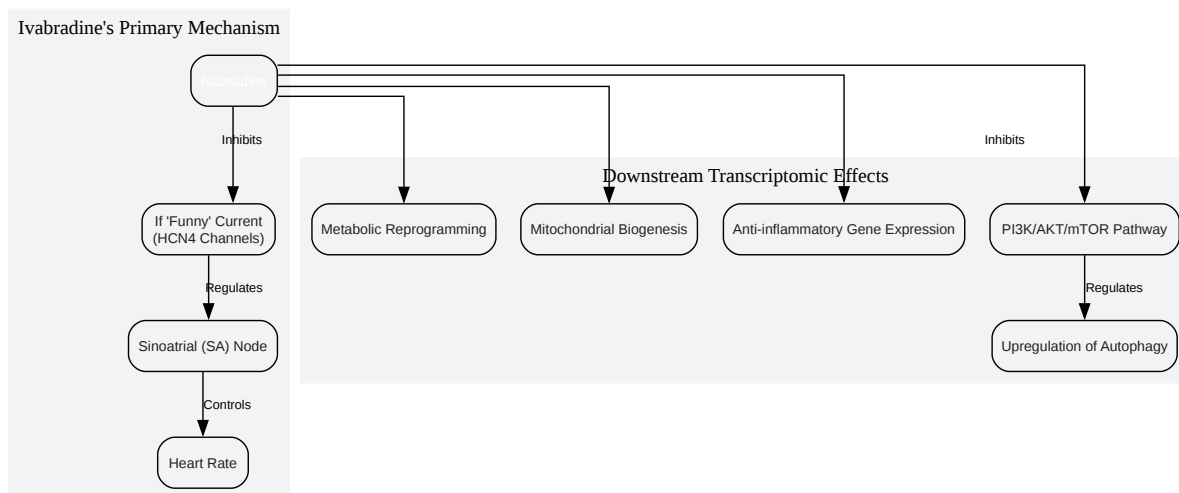 Ivabradine's Primary Mechanism
Ivabradine
Inhibits
Inhibits
Downstream Transcriptomic Effects
If 'Funny' Current
(HCN4 Channels)
Metabolic Reprogramming
Mitochondrial Biogenesis
Anti-inflammatory Gene Expression
PI3K/AKT/mTOR Pathway
Regulates
Regulates
Sinoatrial (SA) Node
Upregulation of Autophagy
Controls
Heart Rate